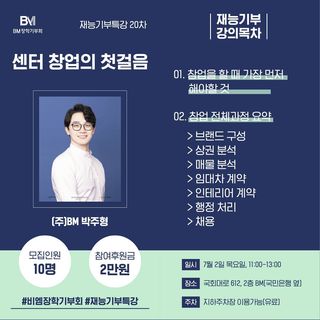 BM
BM장학기부회
재능기부특강 20차
센터 창업의 첫걸음
(주)BM 박주형
모집인원
10명
참여후원금
2만원
#비엠장학기부회 #재능기부특강
재능기부
강의목차
01. 창업을 할 때 가장 먼저
해야할 것
02. 창업 전체과정 요약
> 브랜드 구성
> 상권 분석
> 매물 분석
> 임대차 계약
> 인테리어 계약
> 행정 처리
> 채용
일시 7월 2일 목요일, 11:00-13:00
장소 국회대로 612, 2층 BM(국민은행 옆)
주차 지하주차장 이용가능(유료)